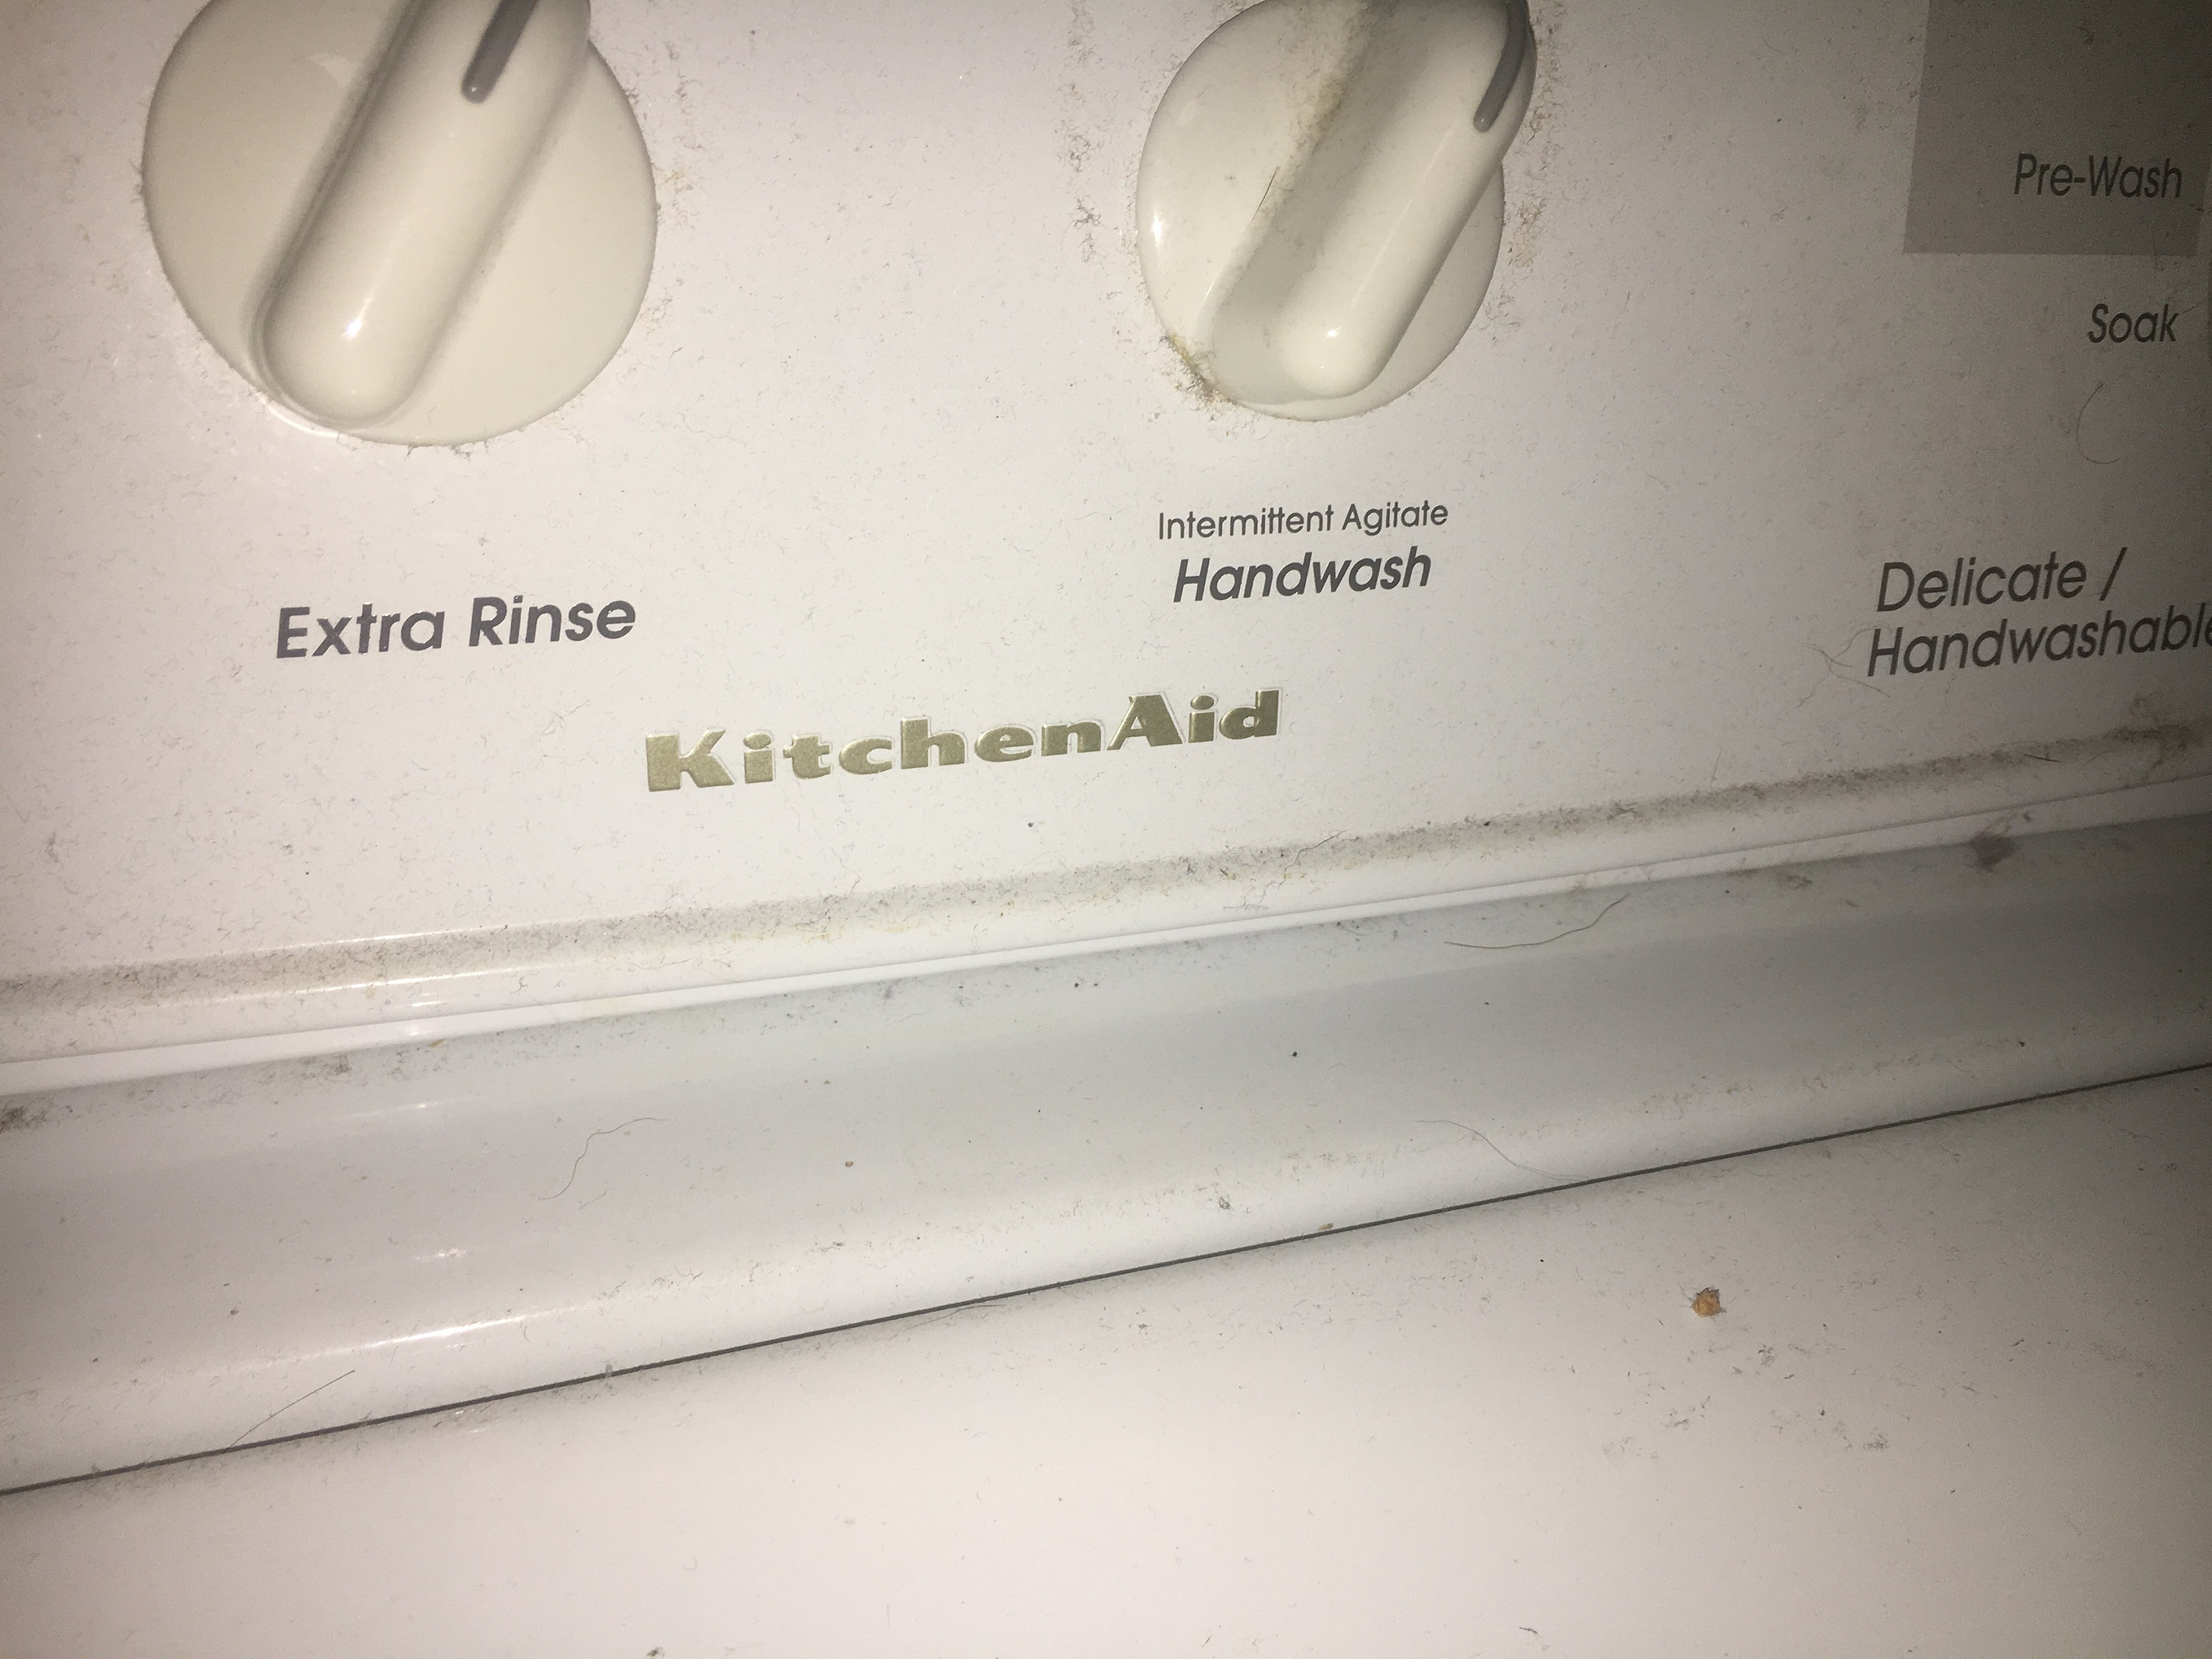 Pre-Wash
Soak
Intermittent Agitate
Handwash
Extra Rinse
Delicate /
Handwashable
KitchenAid